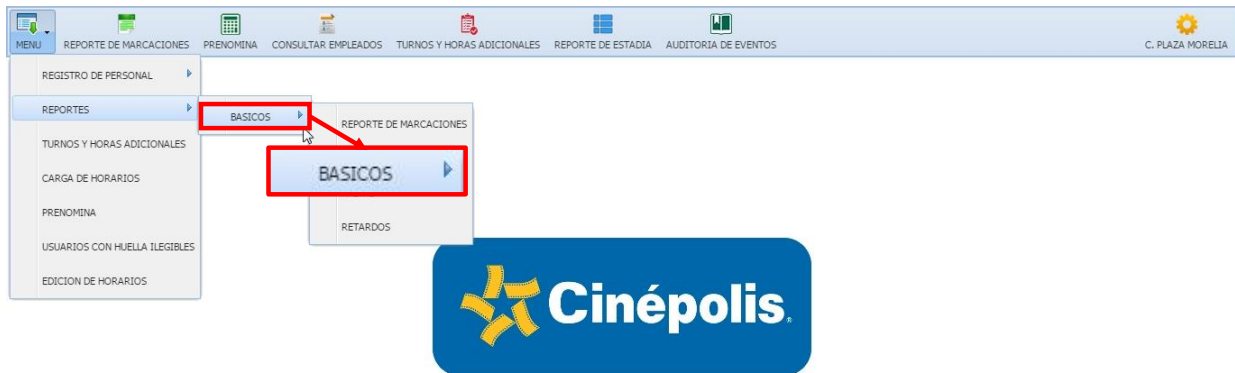 MENU
REPORTE DE MARCACIONES
PRENOMINA
CONSULTAR EMPLEADOS
TURNOS Y HORAS ADICIONALES
REPORTE DE ESTADIA
AUDITORIA DE EVENTOS
C. PLAZA MORELIA
REGISTRO DE PERSONAL
REPORTES
TURNOS Y HORAS ADICIONALES
CARGA DE HORARIOS
PRENOMINA
USUARIOS CON HUELLA ILEGIBLES
EDICION DE HORARIOS
BASICOS
REPORTE DE MARCACIONES
BASICOS
RETARDOS
Cinépolis®